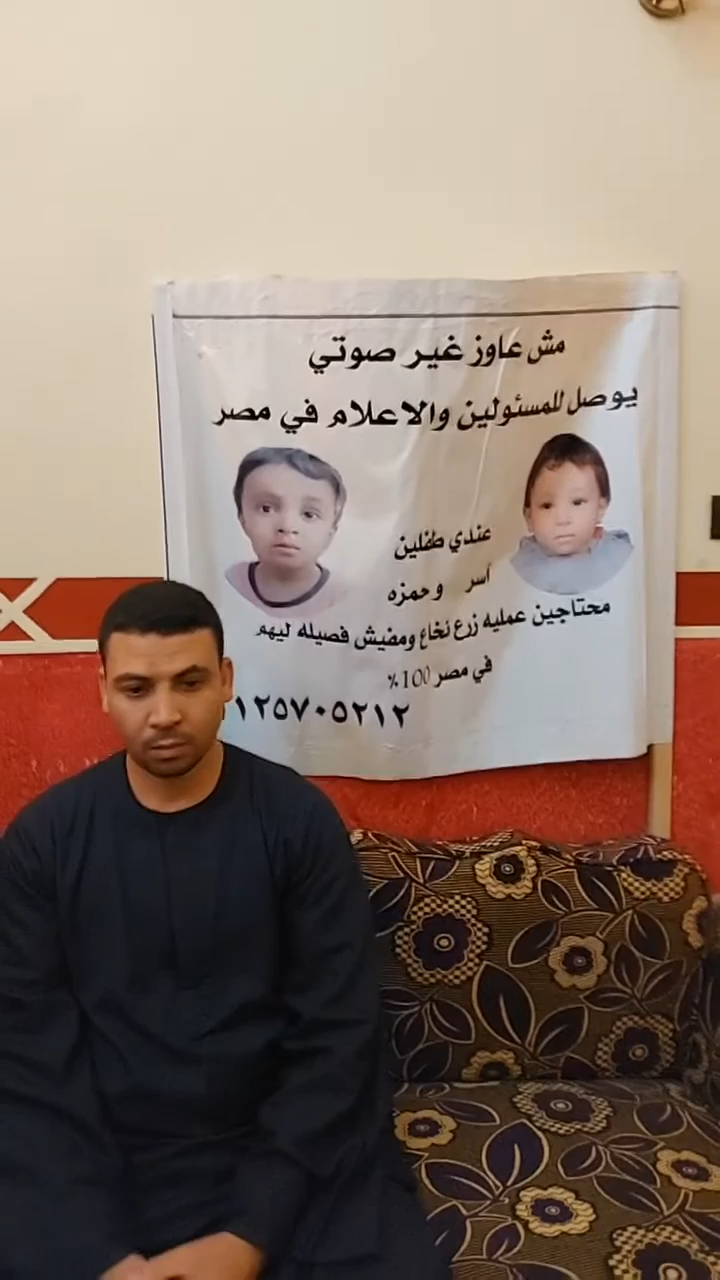 مش عاوز غير صوتي
يوصل للمسئولين والاعلام في مصر
عندي طفلين
أسر وحمزه
محتاجين عمليه زرع نخاع ومفيش فصيله ليهم
في مصر 100٪
١٢٥٧٠٥٢١٢